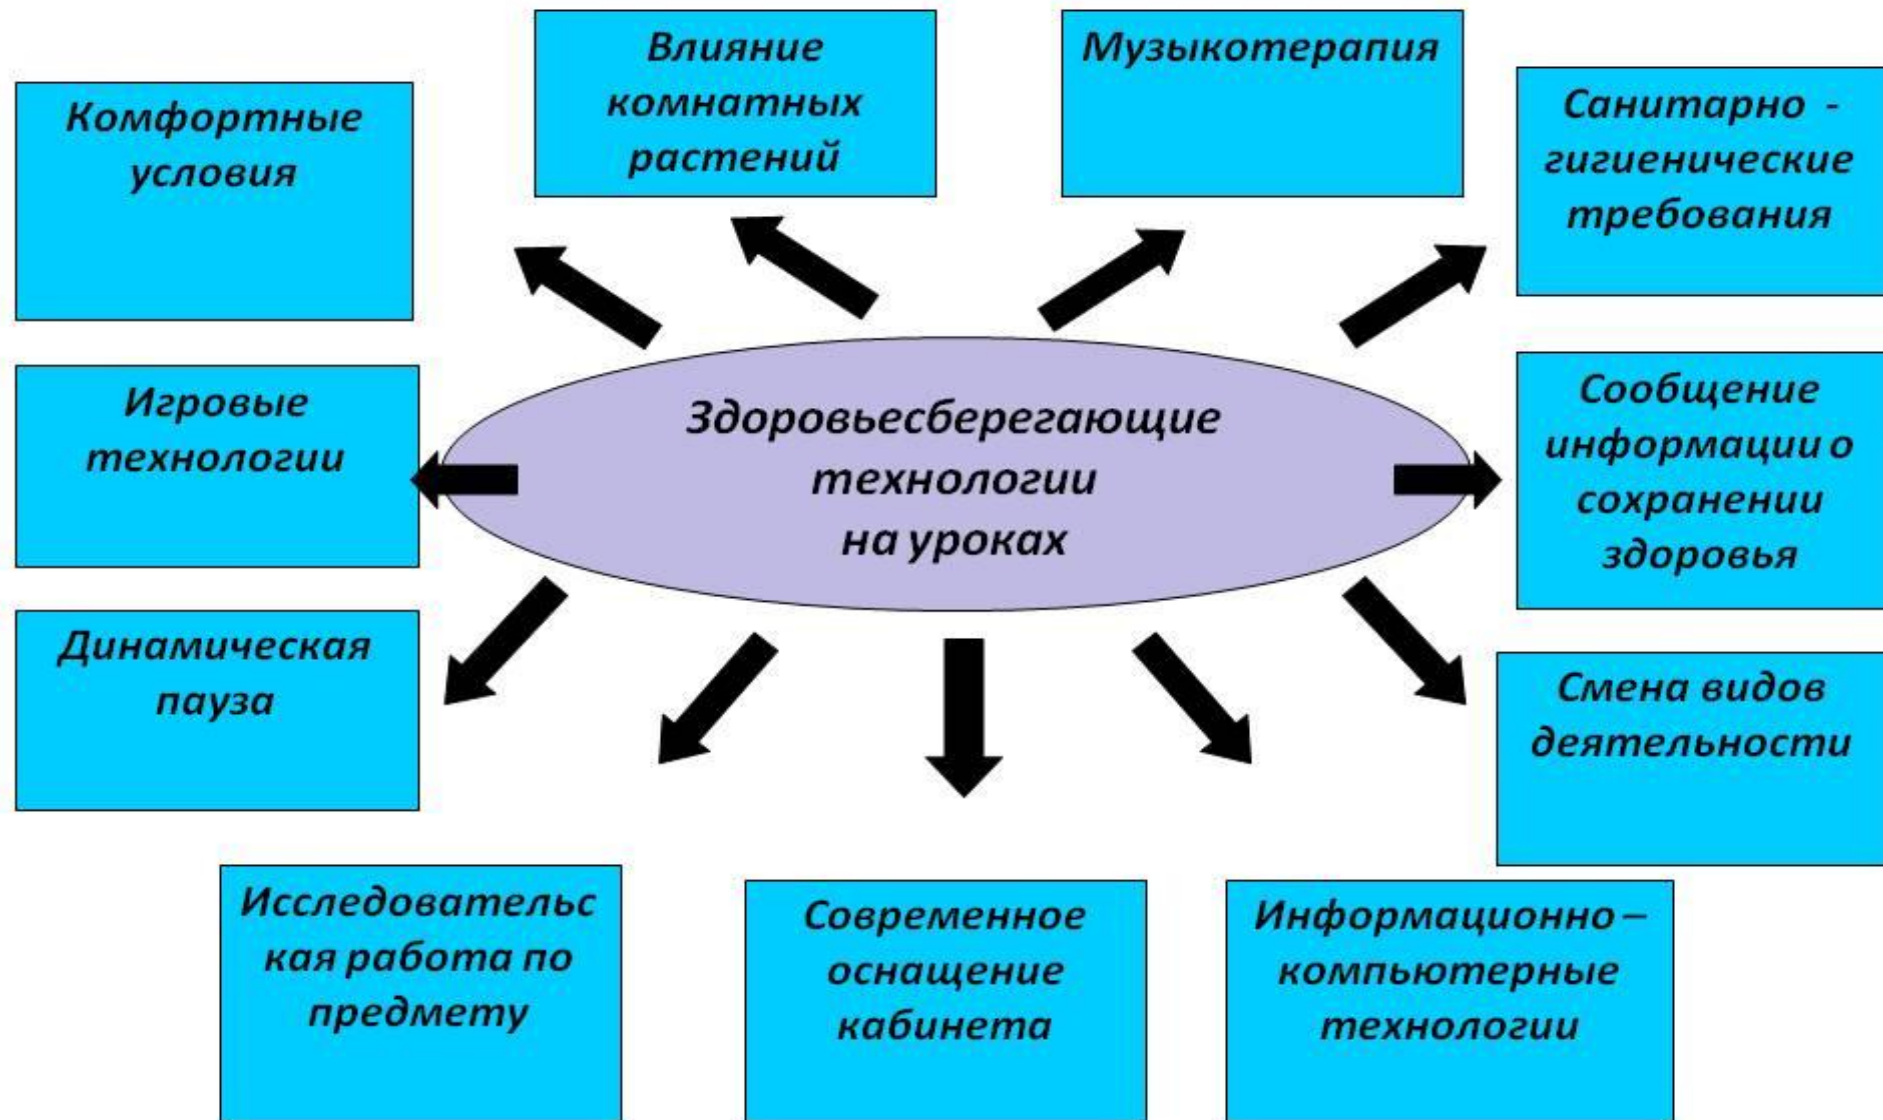 Комфортные
условия
Влияние
комнатных
растений
Музыкотерапия
Санитарно -
гигиенические
требования
Игровые
технологии
Здоровьесберегающие
технологии
на уроках
Сообщение
информации о
сохранении
здоровья
Динамическая
пауза
Смена видов
деятельности
Исследовательс
кая работа по
предмету
Современное
оснащение
кабинета
Информационно –
компьютерные
технологии